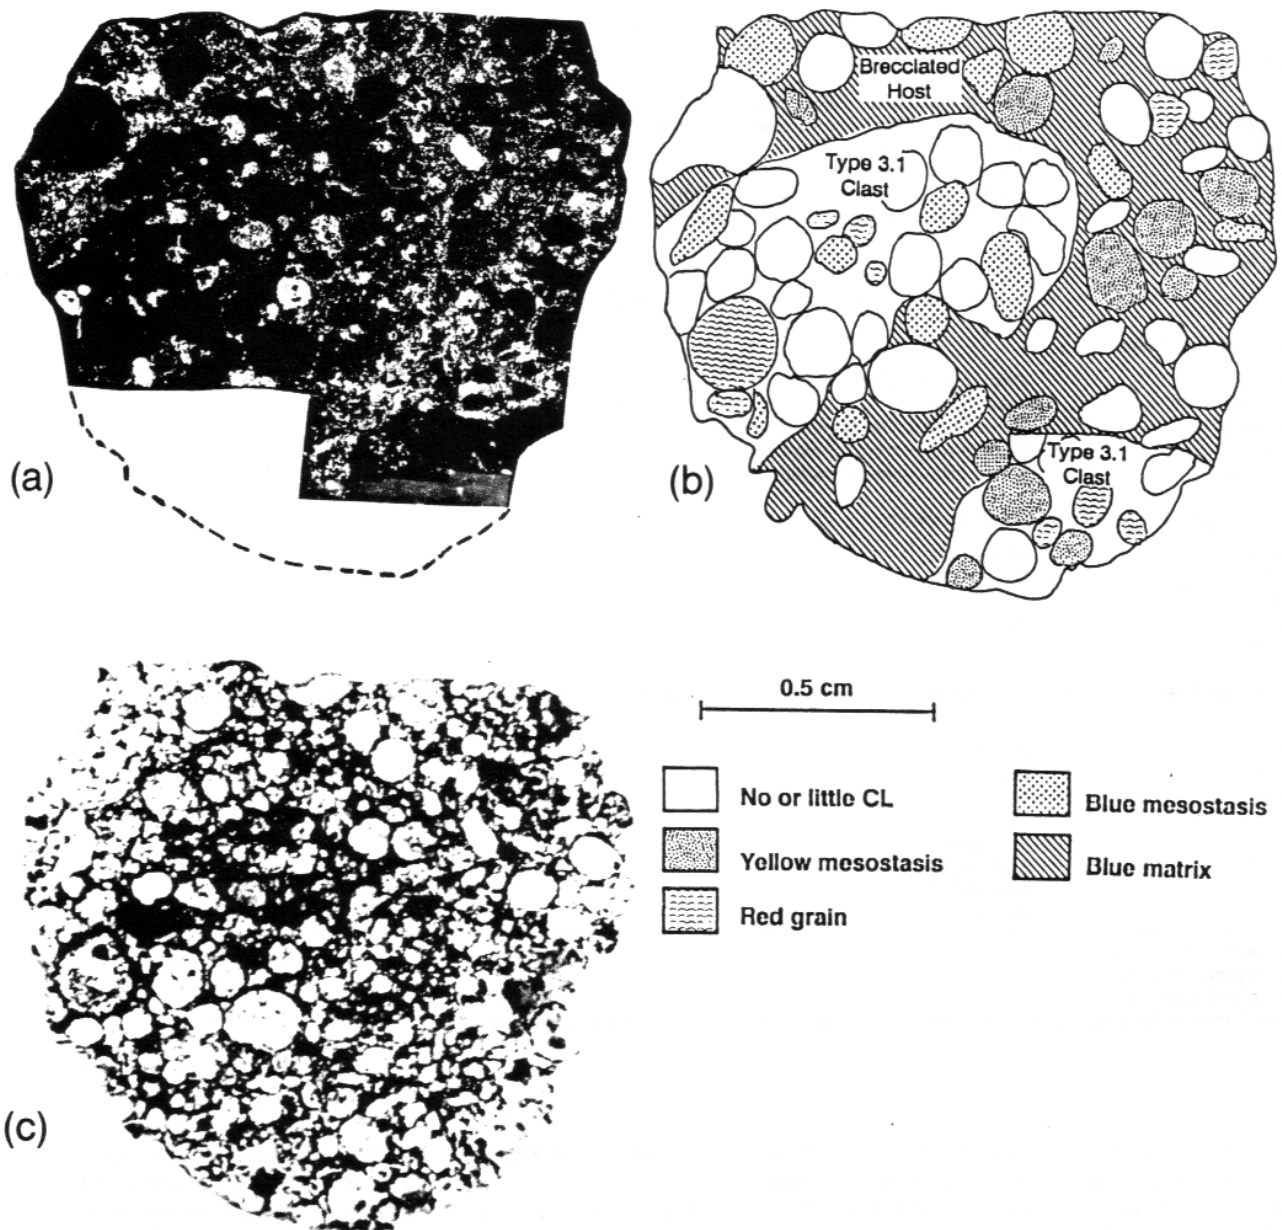 Brecciated
Host
Type 3.1
Clast
(a)
(b)
Type 3.1
Clast
(c)
0.5 cm
No or little CL
Blue mesostasis
Yellow mesostasis
Blue matrix
Red grain